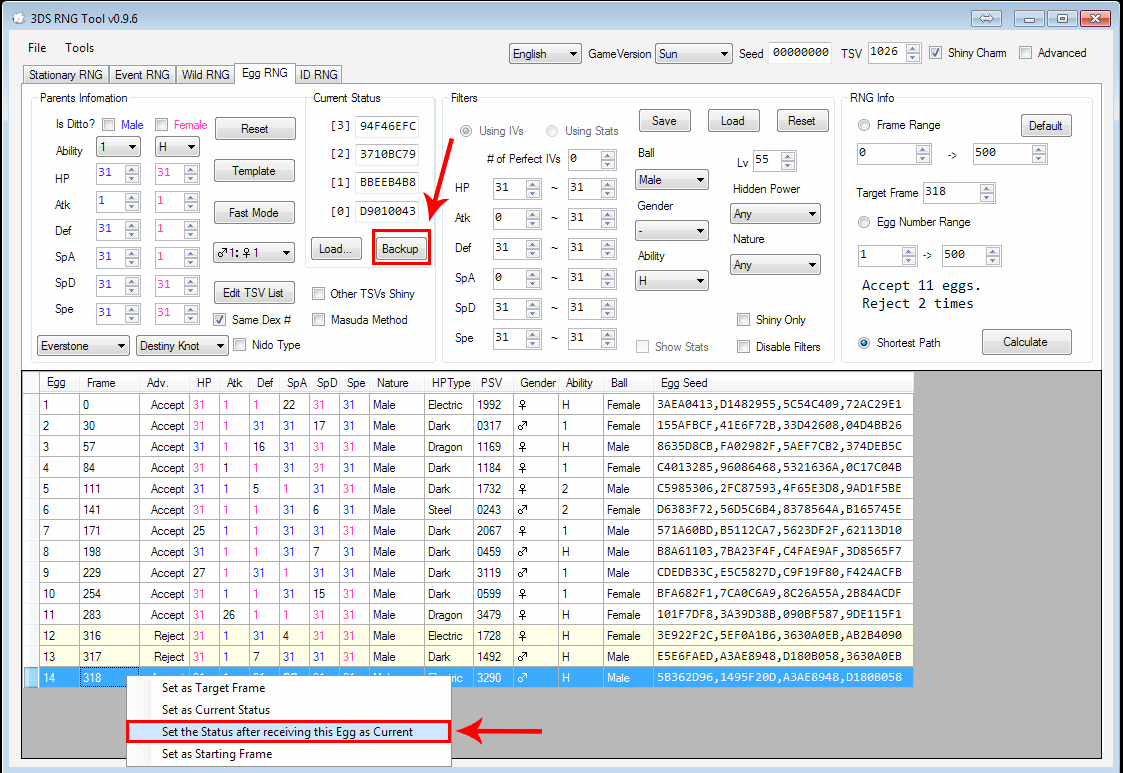 3DS RNG Tool v0.9.6
File Tools
English GameVersion Sun Seed 00000000 TSV 1026 Shiny Charm Advanced
Stationary RNG Event RNG Wild RNG Egg RNG ID RNG
Parents Infomation
Is Ditto? Male Female Reset
Ability 1 H
HP 31 31 Template
Atk 1 1
Def 31 1 Fast Mode
SpA 31 1 ♂1:♀1
SpD 31 31 Edit TSV List
Spe 31 31 Same Dex #
Everstone Destiny Knot Nido Type
Current Status
[3] 94F46EFC
[2] 3710BC79
[1] BBEEB4B8
[0] D9010043
Load... Backup
Other TSVs Shiny
Masuda Method
Filters
Using IVs Using Stats Save Load Reset
# of Perfect IVs 0
HP 31 ~ 31
Atk 0 ~ 31
Def 31 ~ 31
SpA 0 ~ 31
SpD 31 ~ 31
Spe 31 ~ 31
Ball
Male
Gender
-
Ability
H
Show Stats
Lv 55
Hidden Power
Any
Nature
Any
Shiny Only
Disable Filters
RNG Info
Frame Range Default
0 -> 500
Target Frame 318
Egg Number Range
1 -> 500
Accept 11 eggs.
Reject 2 times
Shortest Path Calculate
Egg Frame Adv. HP Atk Def SpA SpD Spe Nature HPType PSV Gender Ability Ball Egg Seed
1 0 Accept 31 1 1 22 31 31 Male Electric 1992 ♀ H Female 3AEA0413,D1482955,5C54C409,72AC29E1
2 30 Accept 31 1 31 31 17 31 Male Dark 0317 ♂ 1 Female 155AFBCF,41E6F72B,33D42608,04D4BB26
3 57 Accept 31 1 16 31 31 31 Male Dragon 1169 ♀ H Male 8635D8CB,FA02982F,5AEF7CB2,374DEB5C
4 84 Accept 31 1 1 31 31 31 Male Dark 1184 ♀ 1 Female C4013285,96086468,5321636A,0C17C04B
5 111 Accept 31 1 5 1 31 31 Male Dark 1732 ♀ 2 Male C5985306,2FC87593,4F65E3D8,9AD1F5BE
6 141 Accept 31 1 1 31 6 31 Male Steel 0243 ♂ 2 Female D6383F72,56D5C6B4,8378564A,B165745E
7 171 Accept 25 1 1 31 31 31 Male Dark 2067 ♀ 1 Male 571A60BD,B5112CA7,5623DF2F,62113D10
8 198 Accept 31 1 1 31 7 31 Male Dark 0459 ♂ H Male B8A61103,7BA23F4F,C4FAE9AF,3D8565F7
9 229 Accept 27 1 31 1 31 31 Male Dark 3119 ♂ 1 Male CDEDB33C,E5C5827D,C9F19F80,F424ACFB
10 254 Accept 31 1 1 31 15 31 Male Dark 0599 ♂ 1 Female BFA682F1,7CA0C6A9,8C26A55A,2B84ACDF
11 283 Accept 31 26 1 1 31 31 Male Dragon 3479 ♀ H Female 101F7DF8,3A39D38B,090BF587,9DE115F1
12 316 Reject 31 1 31 4 31 31 Male Electric 1728 ♀ H Female 3E922F2C,5EF0A1B6,3630A0EB,AB2B4090
13 317 Reject 31 1 7 31 31 31 Male Dark 1492 ♂ H Male E5E6FAED,A3AE8948,D180B058,3630A0EB
14 318 3290 ♂ H Male 5B362D96,1495F20D,A3AE8948,D180B058
Set as Target Frame
Set as Current Status
Set the Status after receiving this Egg as Current
Set as Starting Frame